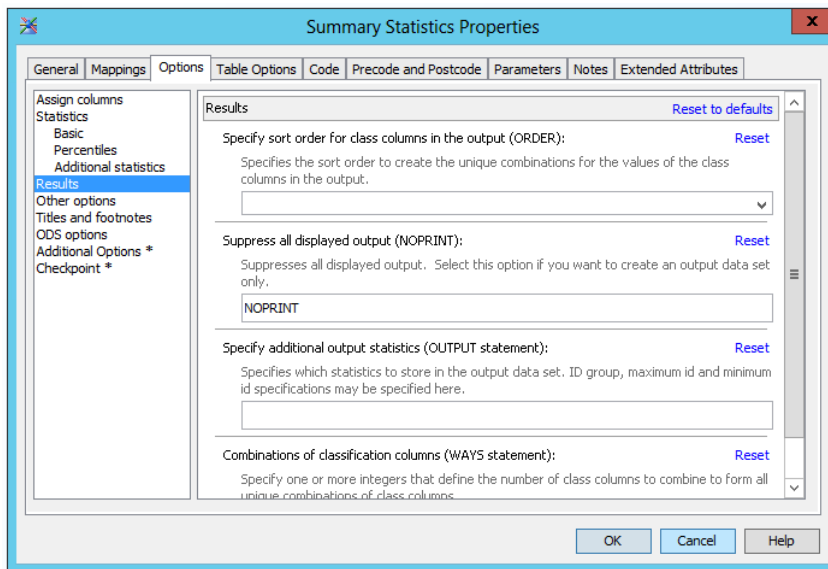 Summary Statistics Properties
x
General Mappings Options Table Options Code Precode and Postcode Parameters Notes Extended Attributes
Assign columns
Statistics
Basic
Percentiles
Additional statistics
Results
Other options
Titles and footnotes
ODS options
Additional Options *
Checkpoint *
Results Reset to defaults
Specify sort order for class columns in the output (ORDER): Reset
Specifies the sort order to create the unique combinations for the values of the class
columns in the output.
Suppress all displayed output (NOPRINT): Reset
Suppresses all displayed output. Select this option if you want to create an output data set
only.
NOPRINT
Specify additional output statistics (OUTPUT statement): Reset
Specifies which statistics to store in the output data set. ID group, maximum id and minimum
id specifications may be specified here.
Combinations of classification columns (WAYS statement): Reset
Specify one or more integers that define the number of class columns to combine to form all
unique combinations of class columns.
OK Cancel Help